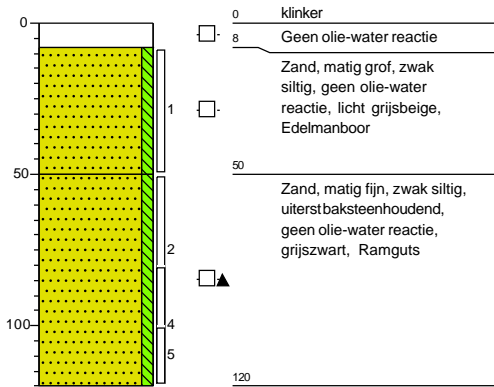 0
50
100
1
2
4
5
0 klinker
8 Geen olie-water reactie
Zand, matig grof, zwak
siltig, geen olie-water
reactie, licht grijsbeige,
Edelmanboor
50
Zand, matig fijn, zwak siltig,
uiterstbaksteenhoudend,
geen olie-water reactie,
grijszwart, Ramguts
120